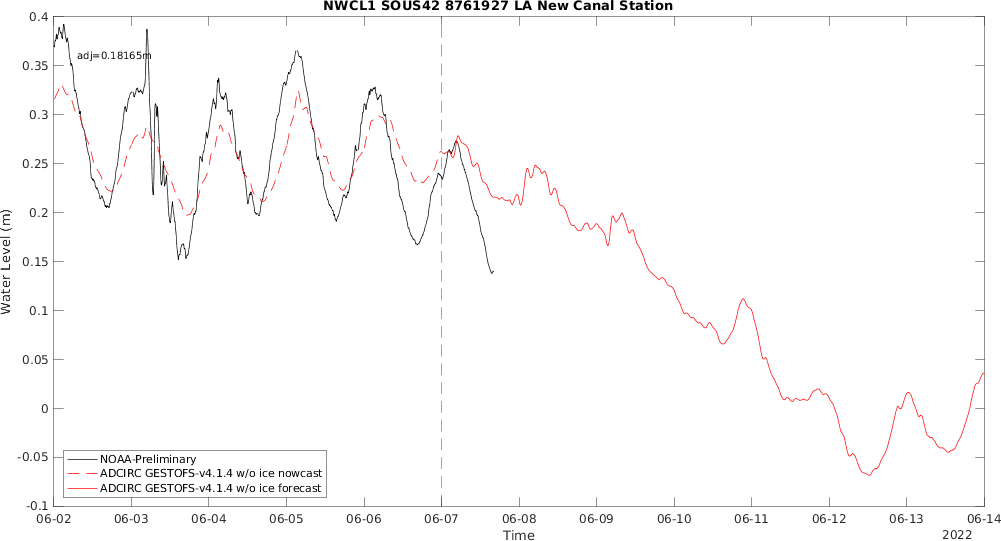 NWCL1 SOUS42 8761927 LA New Canal Station
adj=0.18165m
Water Level (m)
0.4
0.35
0.3
0.25
0.2
0.15
0.1
0.05
0
-0.05
-0.1
NOAA-Preliminary
ADCIRC GESTOFS-v4.1.4 w/o ice nowcast
ADCIRC GESTOFS-v4.1.4 w/o ice forecast
06-02 06-03 06-04 06-05 06-06 06-07 06-08 06-09 06-10 06-11 06-12 06-13 06-14
Time
2022